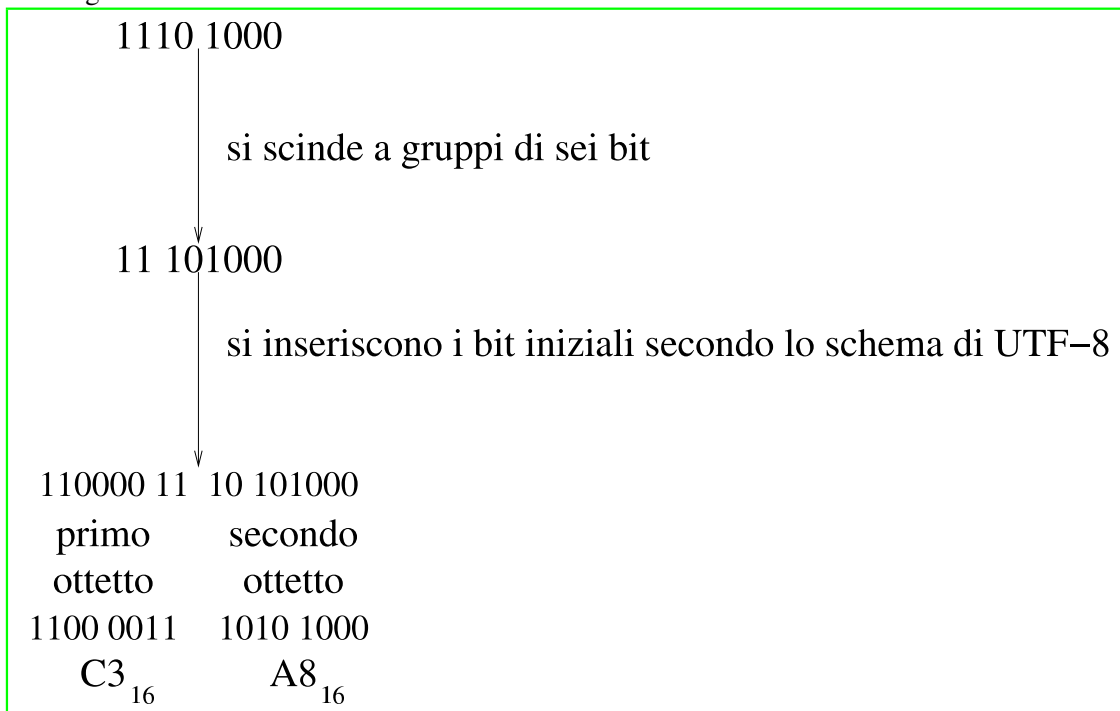 1110 1000
si scinde a gruppi di sei bit
11 101000
si inseriscono i bit iniziali secondo lo schema di UTF–8
110000 11 10 101000
primo secondo
ottetto ottetto
1100 0011 1010 1000
C3 16 A8 16